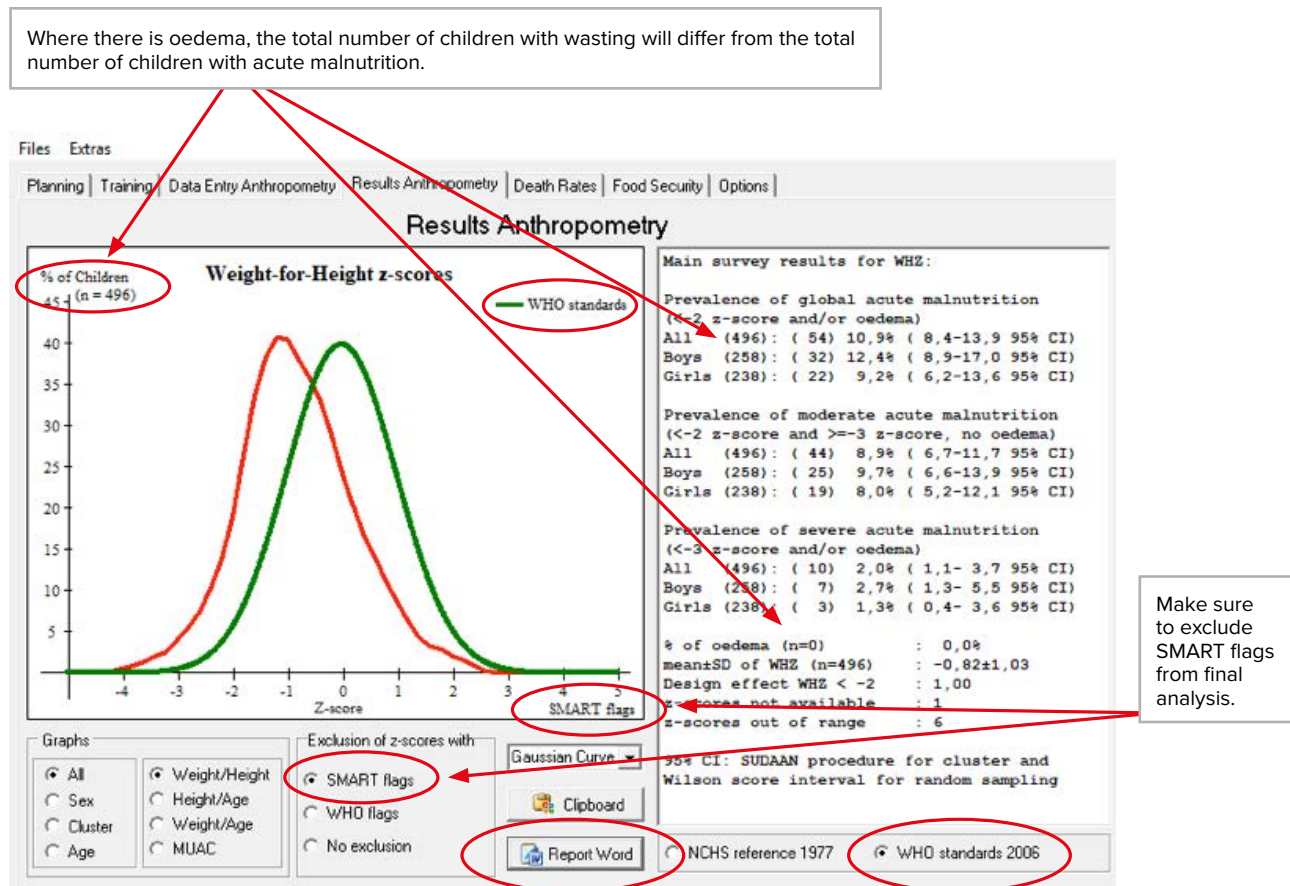 Where there is oedema, the total number of children with wasting will differ from the total
number of children with acute malnutrition.
Files Extras
Planning Training Data Entry Anthropometry Results Anthropometry Death Rates Food Security Options
Results Anthropometry
% of Children
(n = 496)
Weight-for-Height z-scores
WHO standards
45
40
35
30
25
20
15
10
5
-4 -3 -2 -1 0 1 2 3 4 5
Z-score
SMART flags
Main survey results for WHZ:
Prevalence of global acute malnutrition
(<-2 z-score and/or oedema)
All (496): ( 54) 10,9% ( 8,4-13,9 95% CI)
Boys (258): ( 32) 12,4% ( 8,9-17,0 95% CI)
Girls (238): ( 22) 9,2% ( 6,2-13,6 95% CI)
Prevalence of moderate acute malnutrition
(<-2 z-score and >=-3 z-score, no oedema)
All (496): ( 44) 8,9% ( 6,7-11,7 95% CI)
Boys (258): ( 25) 9,7% ( 6,6-13,9 95% CI)
Girls (238): ( 19) 8,0% ( 5,2-12,1 95% CI)
Prevalence of severe acute malnutrition
(<-3 z-score and/or oedema)
All (496): ( 10) 2,0% ( 1,1- 3,7 95% CI)
Boys (258): ( 7) 2,7% ( 1,3- 5,5 95% CI)
Girls (238): ( 3) 1,3% ( 0,4- 3,6 95% CI)
% of oedema (n=0) : 0,0%
mean±SD of WHZ (n=496) : -0,82±1,03
Design effect WHZ < -2 : 1,00
z-scores not available : 1
z-scores out of range : 6
95% CI: SUDAAN procedure for cluster and
Wilson score interval for random sampling
Make sure
to exclude
SMART flags
from final
analysis.
Graphs
All
Sex
Cluster
Age
Weight/Height
Height/Age
Weight/Age
MUAC
Exclusion of z-scores with
SMART flags
WHO flags
No exclusion
Gaussian Curve
Clipboard
Report Word
NCHS reference 1977
WHO standards 2006